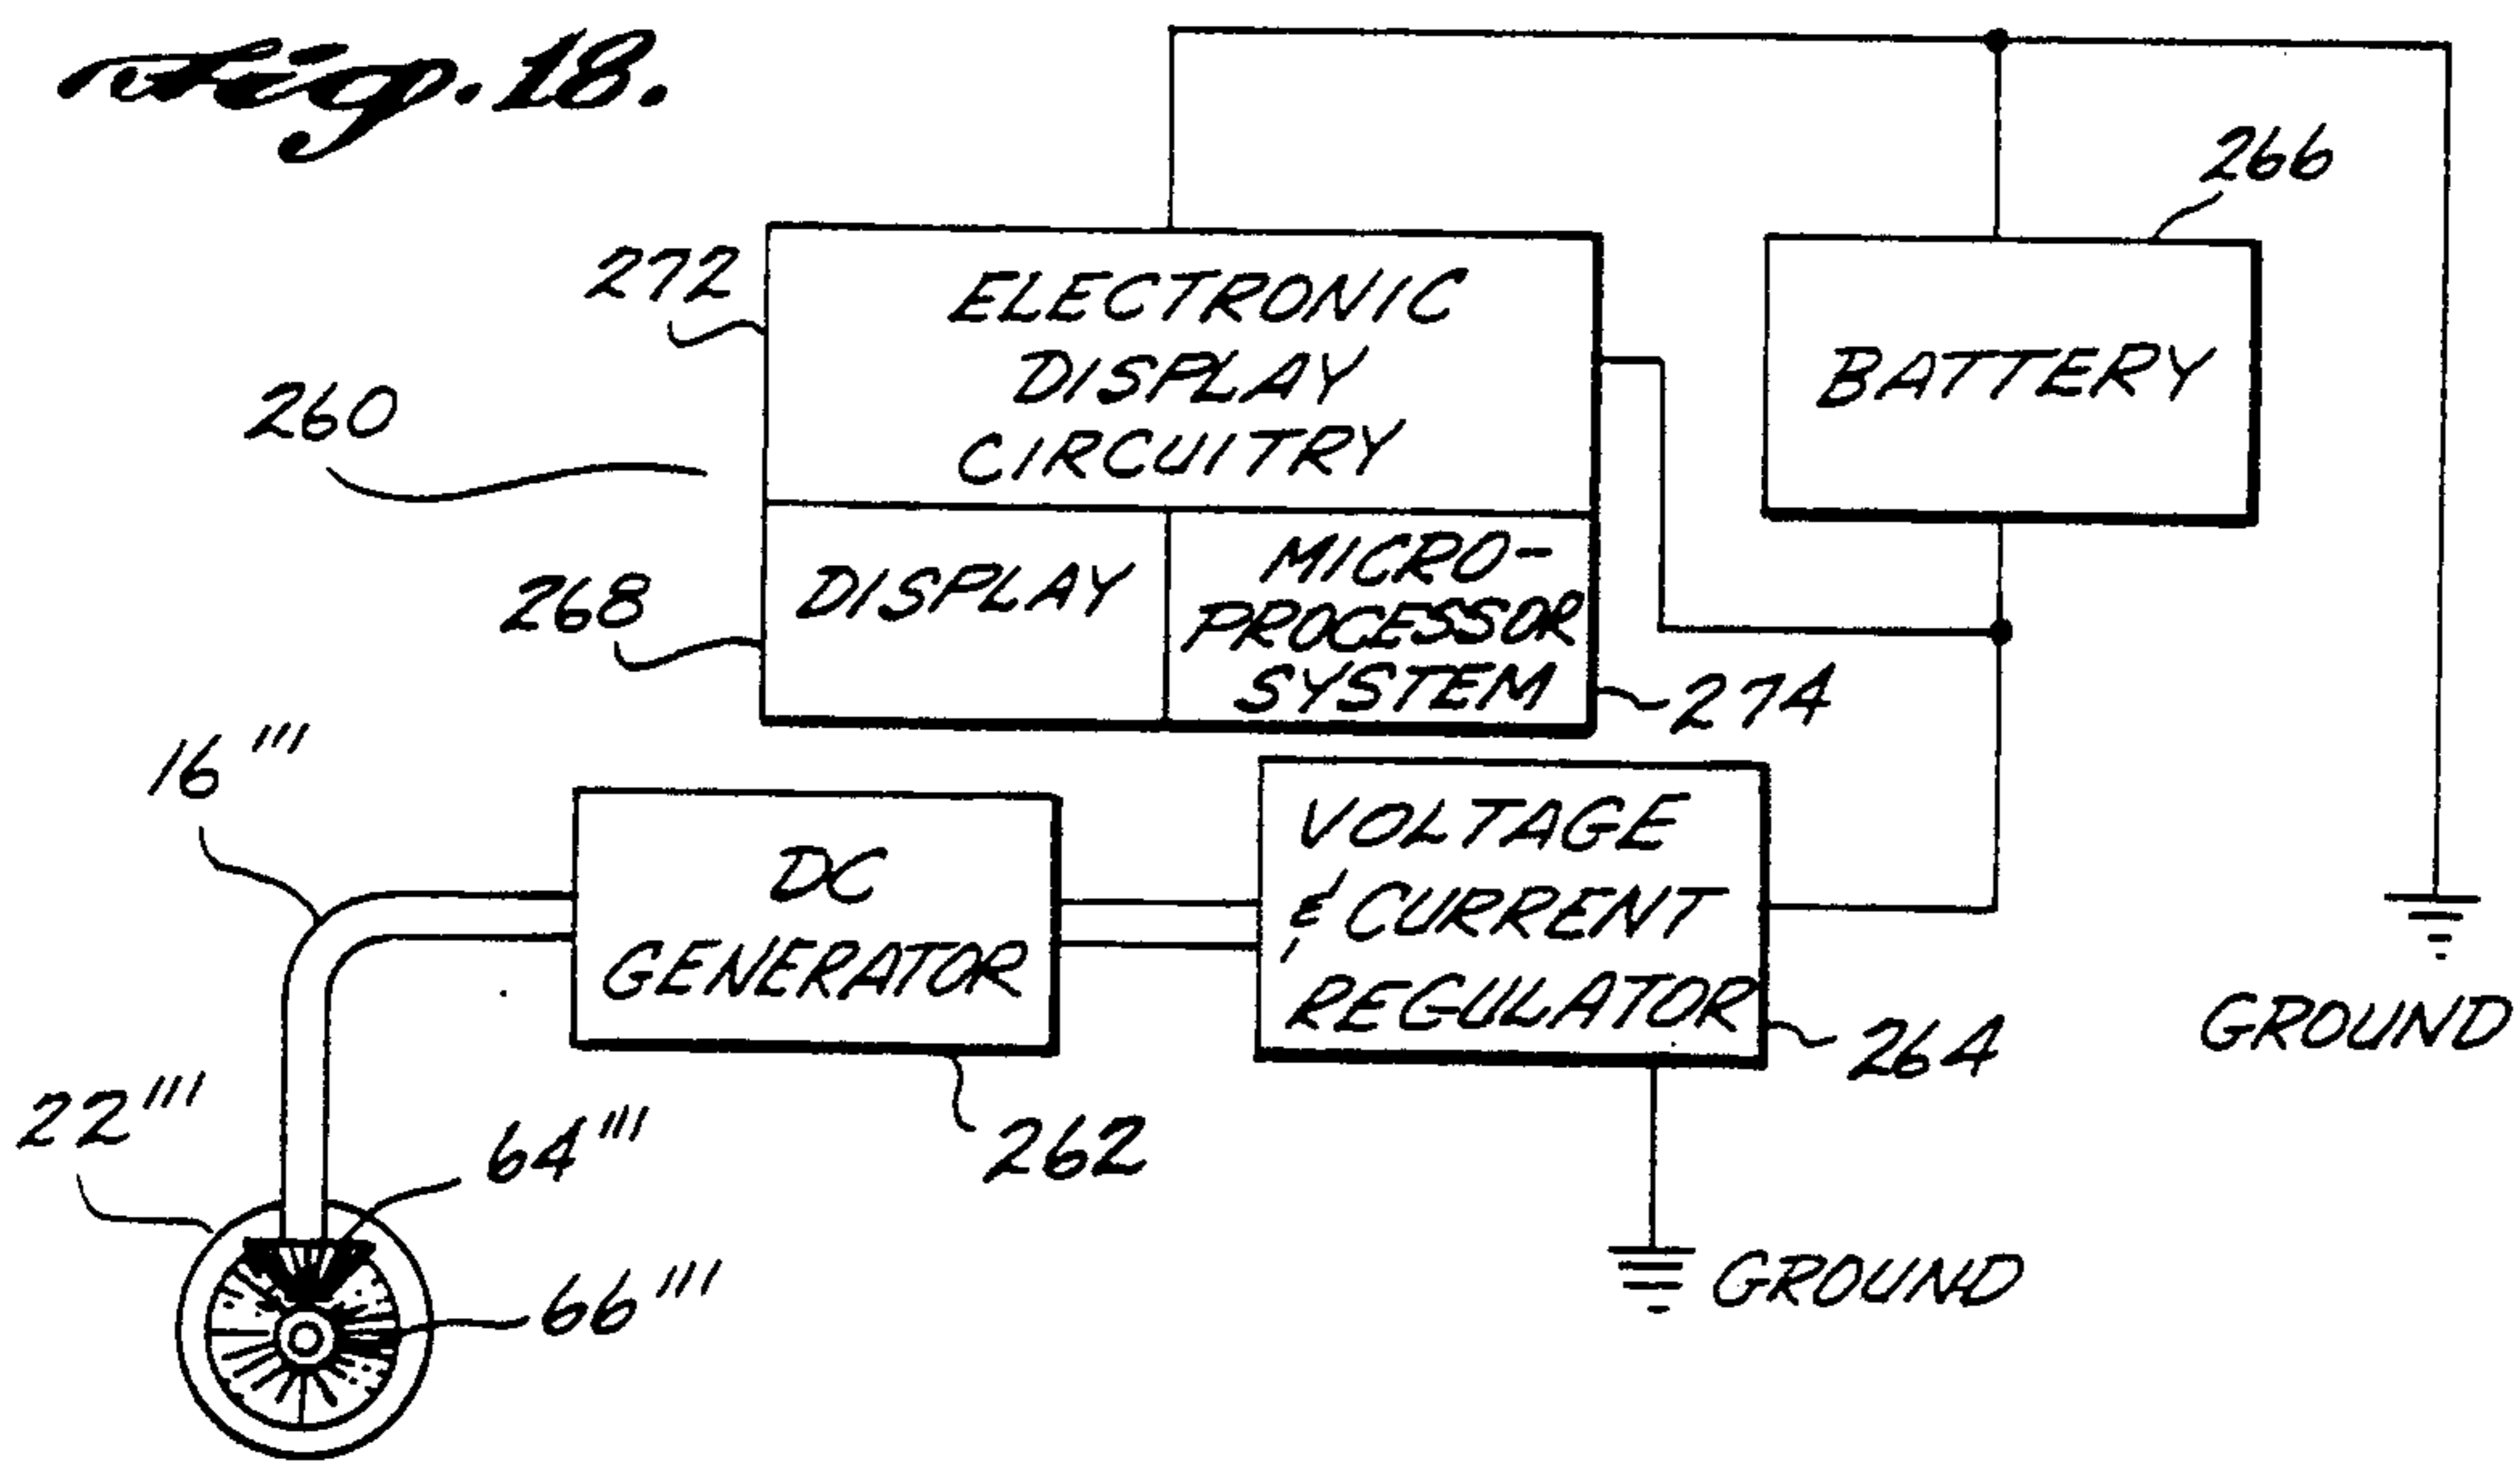 Fig. 18.
266
272
ELECTRONIC
DISPLAY
CIRCUITRY
BATTERY
260
268
DISPLAY
MICRO-
PROCESSOR
SYSTEM
274
16'''
DC
GENERATOR
VOLTAGE
& CURRENT
REGULATOR
264
GROUND
22'''
64'''
262
66'''
GROUND